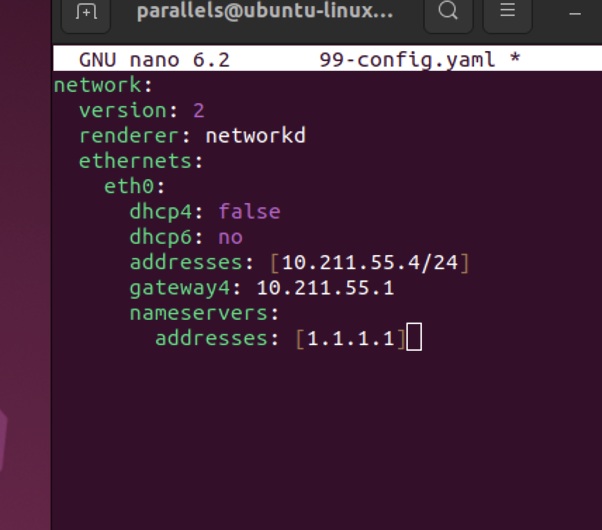 parallels@ubuntu-linux...
GNU nano 6.2 99-config.yaml *
network:
  version: 2
  renderer: networkd
  ethernets:
    eth0:
      dhcp4: false
      dhcp6: no
      addresses: [10.211.55.4/24]
      gateway4: 10.211.55.1
      nameservers:
        addresses: [1.1.1.1]